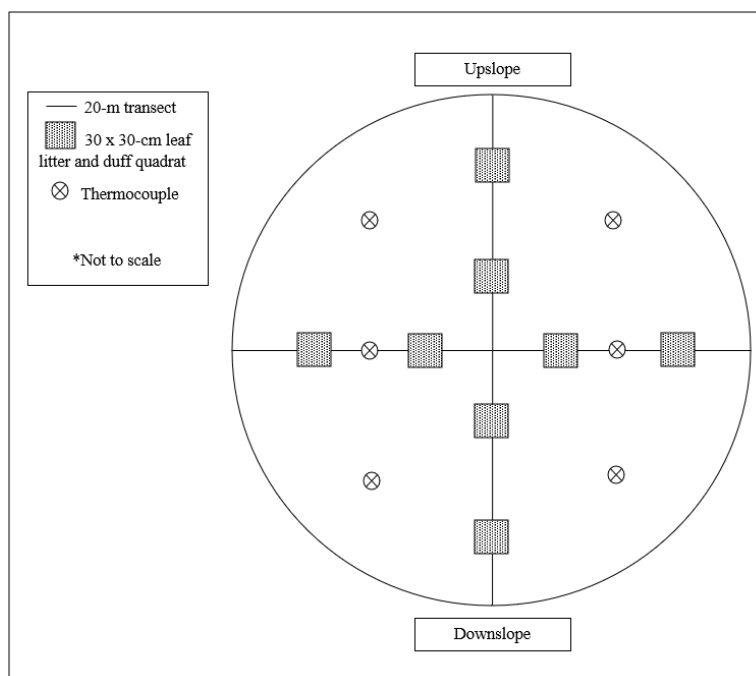 Upslope
20-m transect
30 x 30-cm leaf
litter and duff quadrat
Thermocouple
*Not to scale
Downslope